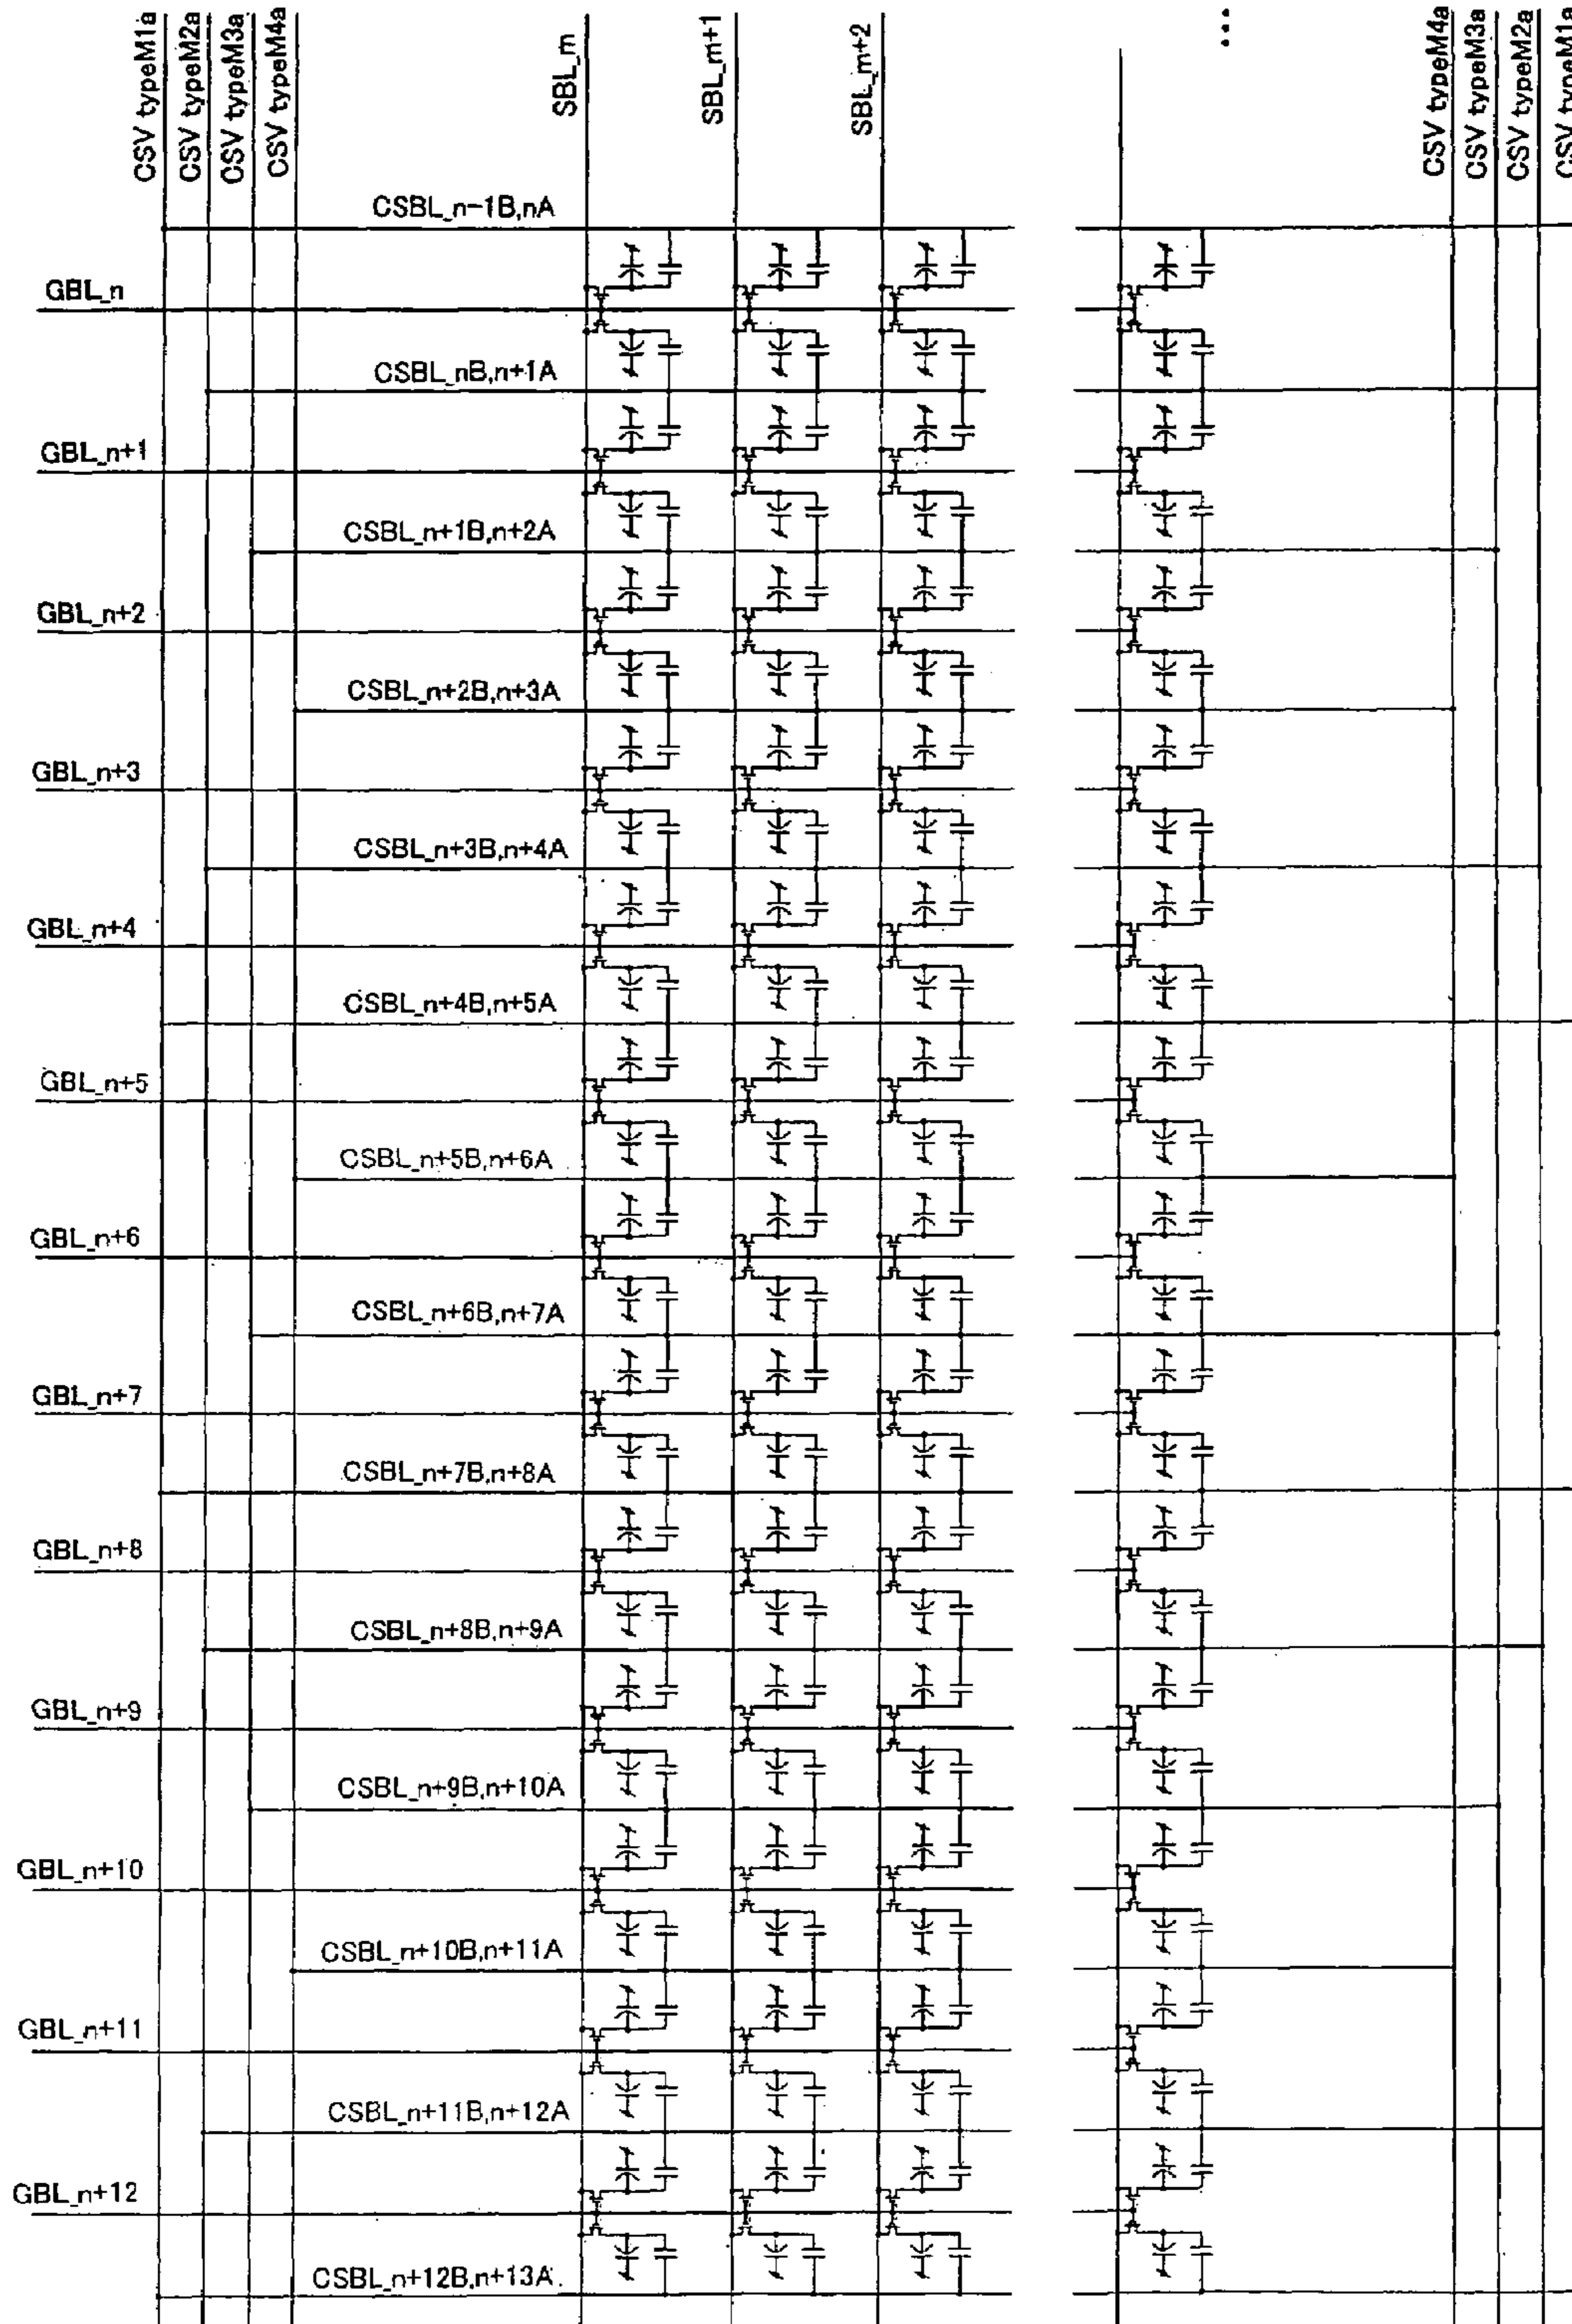 CSV typeM1a
CSV typeM2a
CSV typeM3a
CSV typeM4a
SBL_m
SBL_m+1
SBL_m+2
...
CSV typeM4a
CSV typeM3a
CSV typeM2a
CSV typeM1a
CSBL_n-1B,nA
GBL_n
CSBL_nB,n+1A
GBL_n+1
CSBL_n+1B,n+2A
GBL_n+2
CSBL_n+2B,n+3A
GBL_n+3
CSBL_n+3B,n+4A
GBL_n+4
CSBL_n+4B,n+5A
GBL_n+5
CSBL_n+5B,n+6A
GBL_n+6
CSBL_n+6B,n+7A
GBL_n+7
CSBL_n+7B,n+8A
GBL_n+8
CSBL_n+8B,n+9A
GBL_n+9
CSBL_n+9B,n+10A
GBL_n+10
CSBL_n+10B,n+11A
GBL_n+11
CSBL_n+11B,n+12A
GBL_n+12
CSBL_n+12B,n+13A